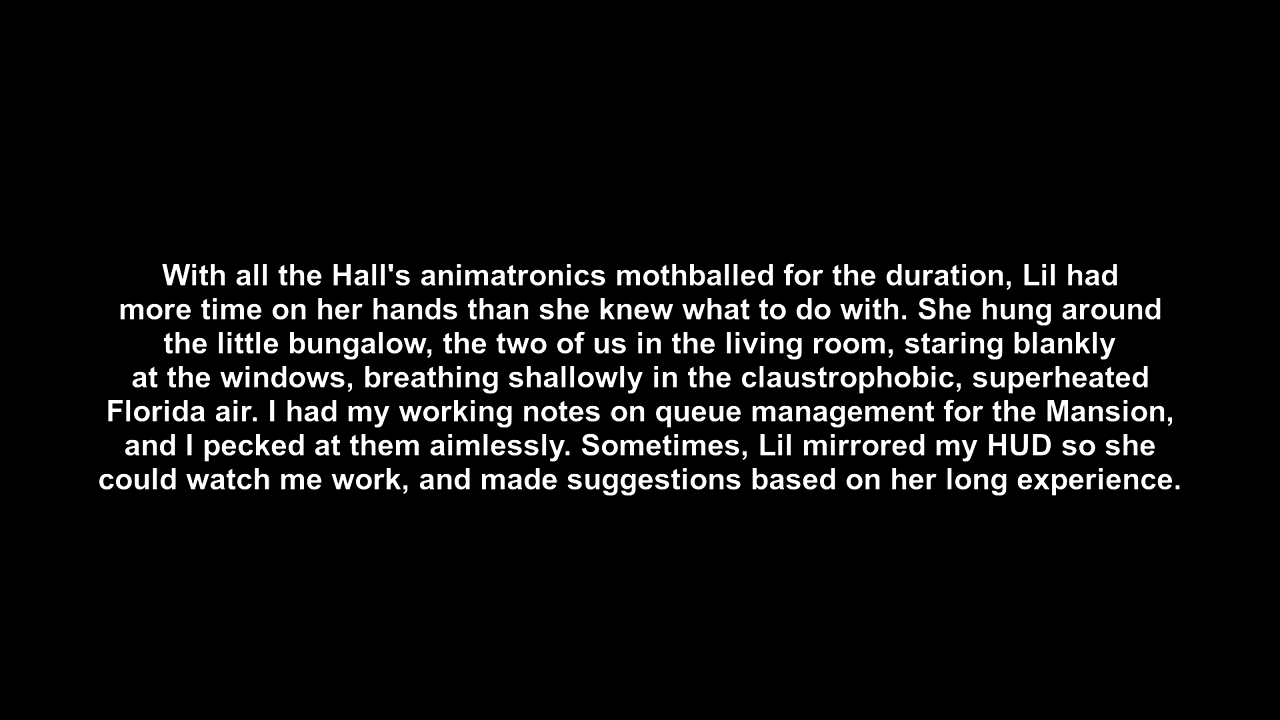 With all the Hall's animatronics mothballed for the duration, Lil had
more time on her hands than she knew what to do with. She hung around
the little bungalow, the two of us in the living room, staring blankly
at the windows, breathing shallowly in the claustrophobic, superheated
Florida air. I had my working notes on queue management for the Mansion,
and I pecked at them aimlessly. Sometimes, Lil mirrored my HUD so she
could watch me work, and made suggestions based on her long experience.